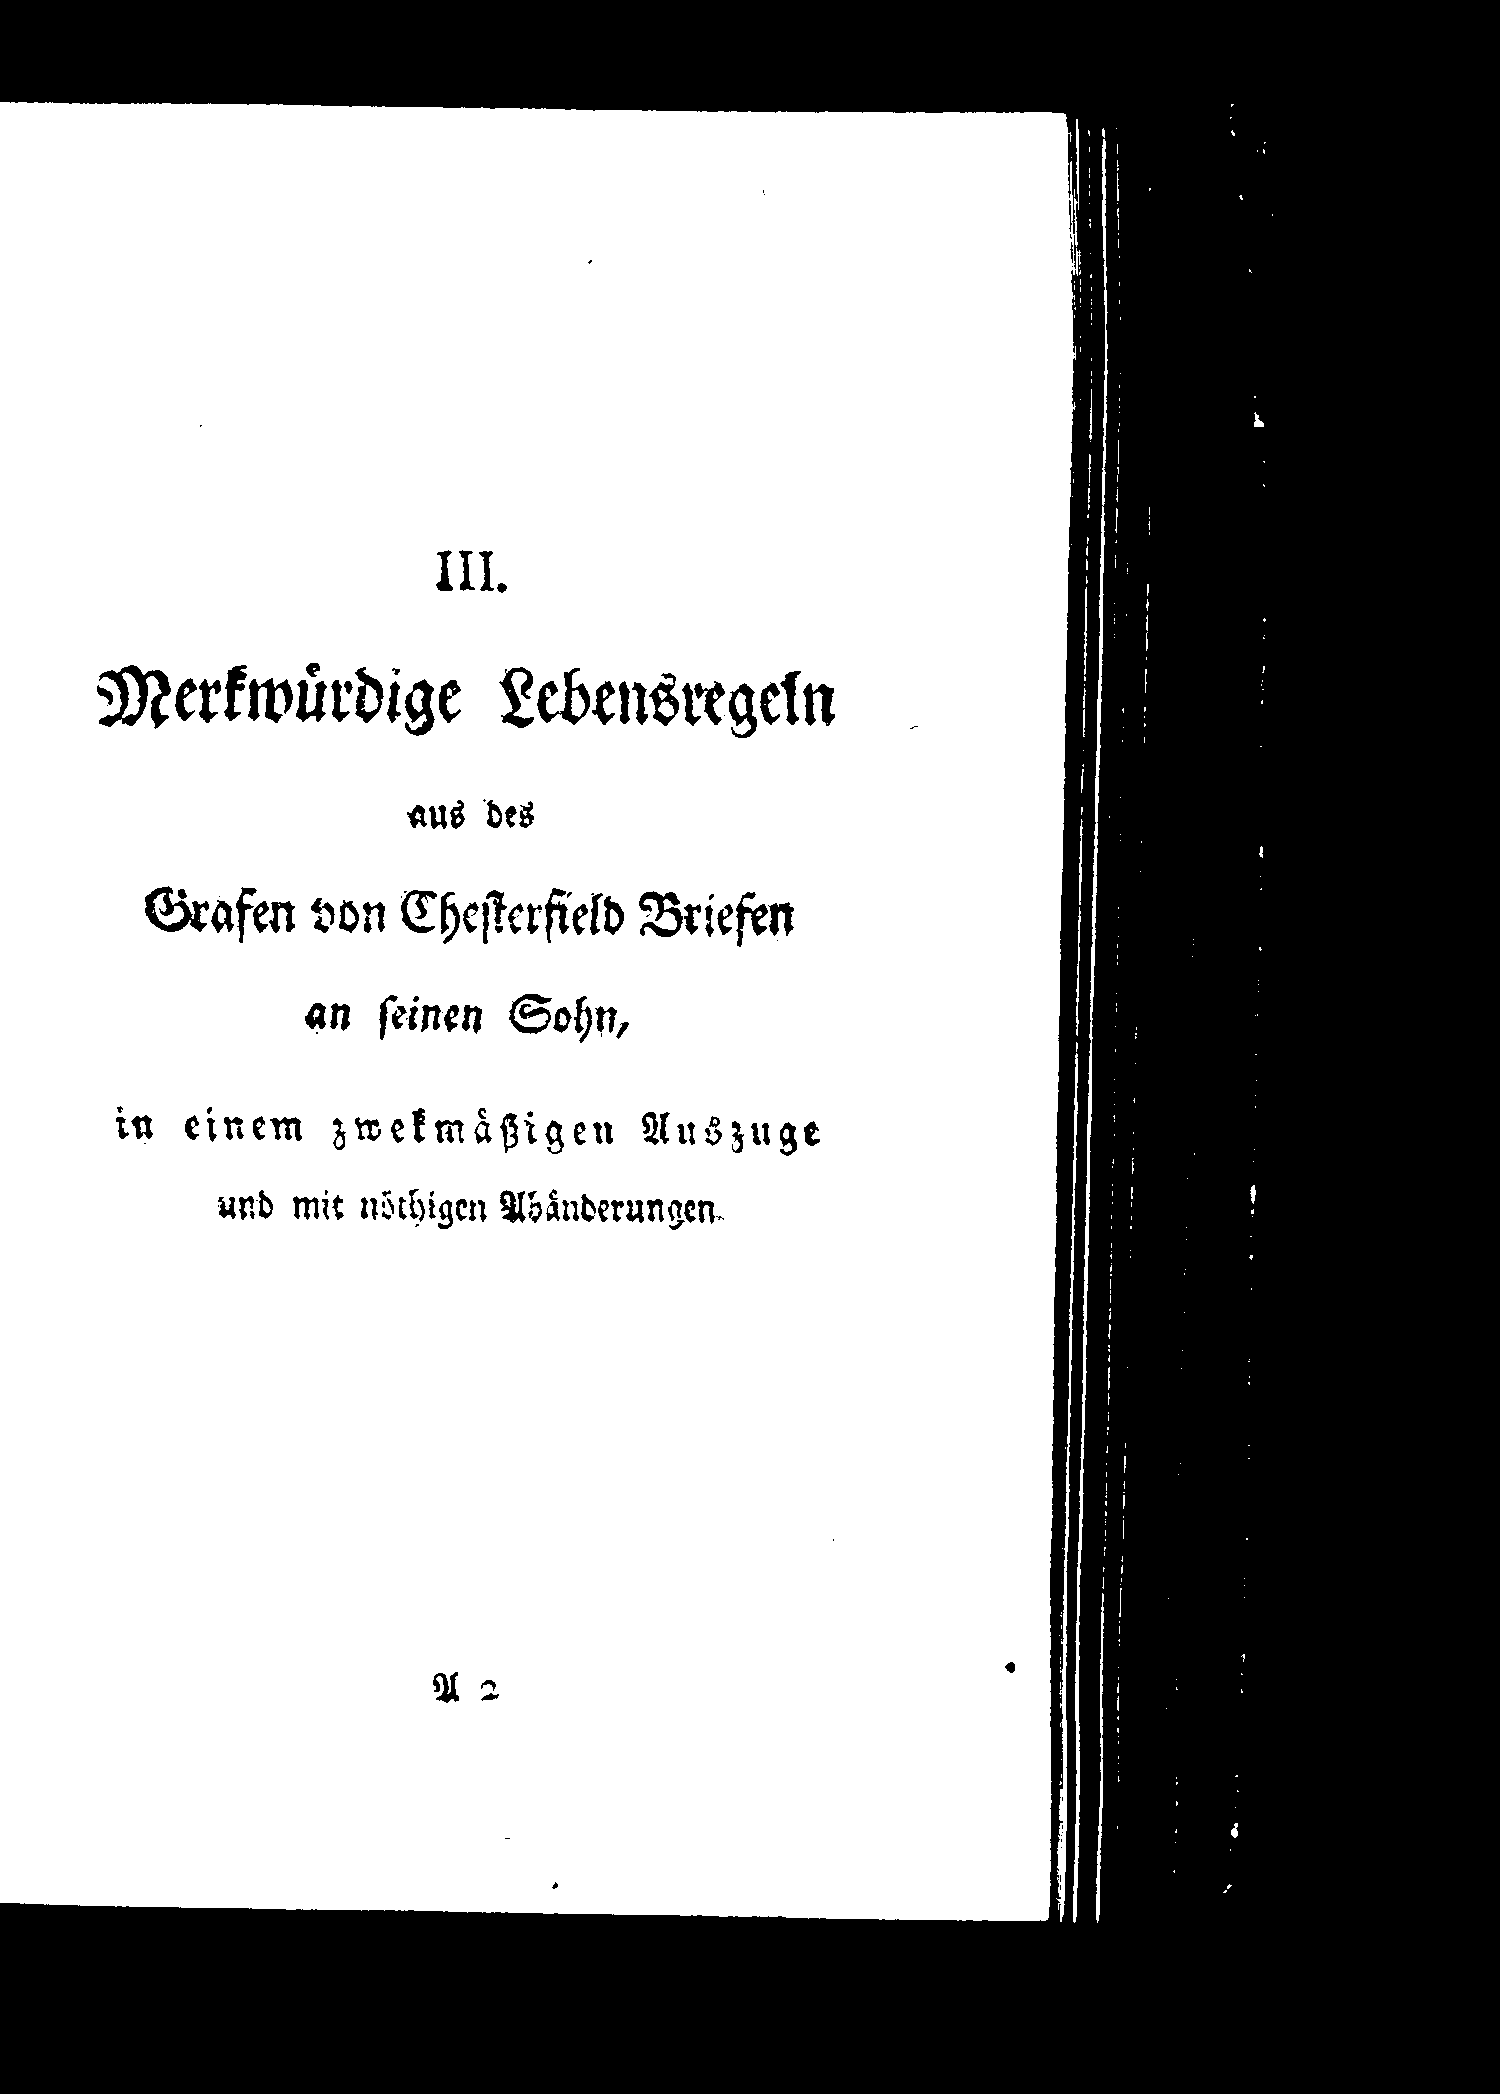 III.
Merkwürdige Lebensregeln
aus des
Grafen von Chesterfield Briefen
an seinen Sohn,
in einem zwekmäßigen Auszuge
und mit nöthigen Abänderungen.
A 2